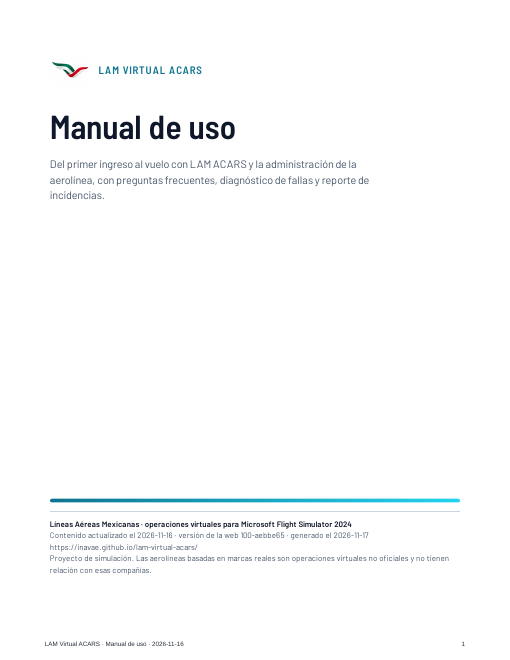 LAM VIRTUAL ACARS
Manual de uso
Del primer ingreso al vuelo con LAM ACARS y la administración de la
aerolínea, con preguntas frecuentes, diagnóstico de fallas y reporte de
incidencias.
Líneas Aéreas Mexicanas · operaciones virtuales para Microsoft Flight Simulator 2024
Contenido actualizado el 2026-11-16 · versión de la web 100-aebbe65 · generado el 2026-11-17
https://inavae.github.io/lam-virtual-acars/
Proyecto de simulación. Las aerolíneas basadas en marcas reales son operaciones virtuales no oficiales y no tienen
relación con esas compañías.
LAM Virtual ACARS · Manual de uso · 2026-11-16 1